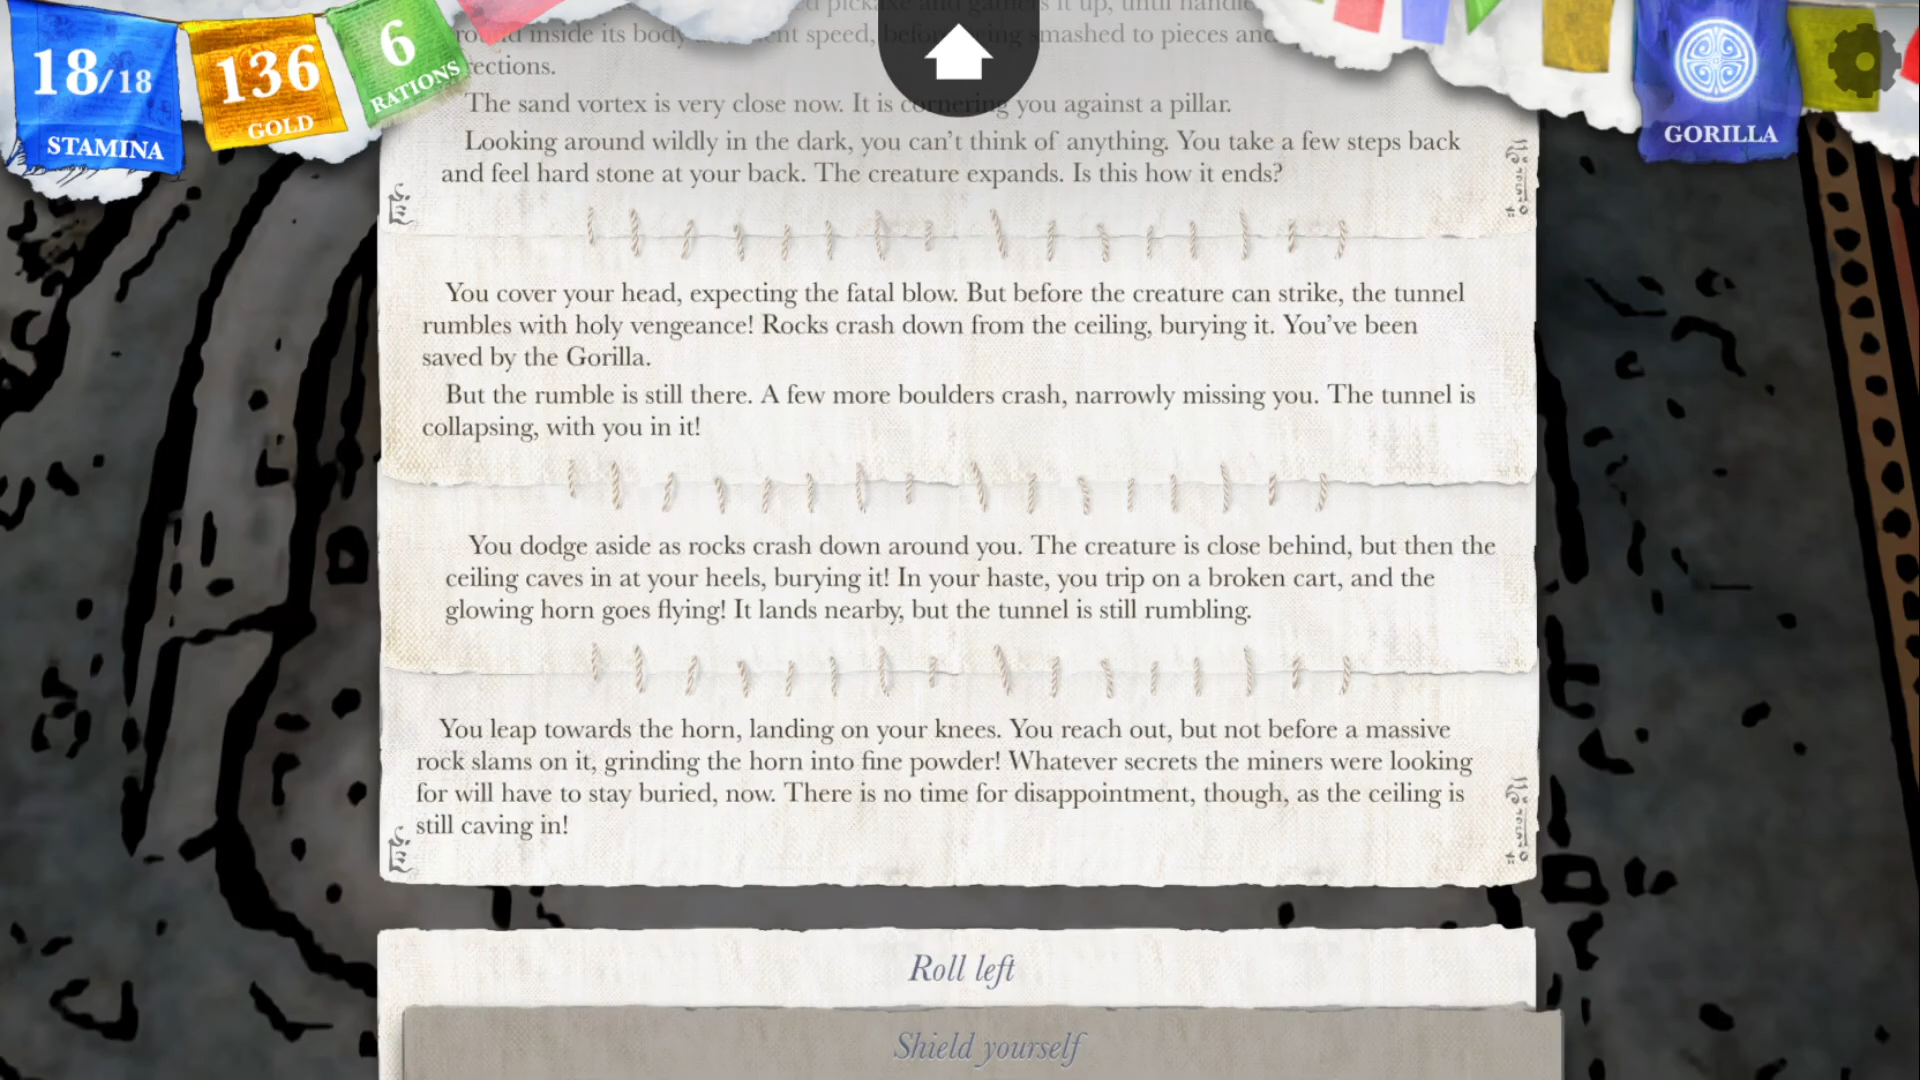 18/18
STAMINA
136
GOLD
6
RATIONS
GORILLA
inside its body
speed,
smashed to pieces and
The sand vortex is very close now. It is cornering you against a pillar.
Looking around wildly in the dark, you can't think of anything. You take a few steps back
and feel hard stone at your back. The creature expands. Is this how it ends?
You cover your head, expecting the fatal blow. But before the creature can strike, the tunnel
rumbles with holy vengeance! Rocks crash down from the ceiling, burying it. You've been
saved by the Gorilla.
But the rumble is still there. A few more boulders crash, narrowly missing you. The tunnel is
collapsing, with you in it!
You dodge aside as rocks crash down around you. The creature is close behind, but then the
ceiling caves in at your heels, burying it! In your haste, you trip on a broken cart, and the
glowing horn goes flying! It lands nearby, but the tunnel is still rumbling.
You leap towards the horn, landing on your knees. You reach out, but not before a massive
rock slams on it, grinding the horn into fine powder! Whatever secrets the miners were looking
for will have to stay buried, now. There is no time for disappointment, though, as the ceiling is
still caving in!
Roll left
Shield yourself